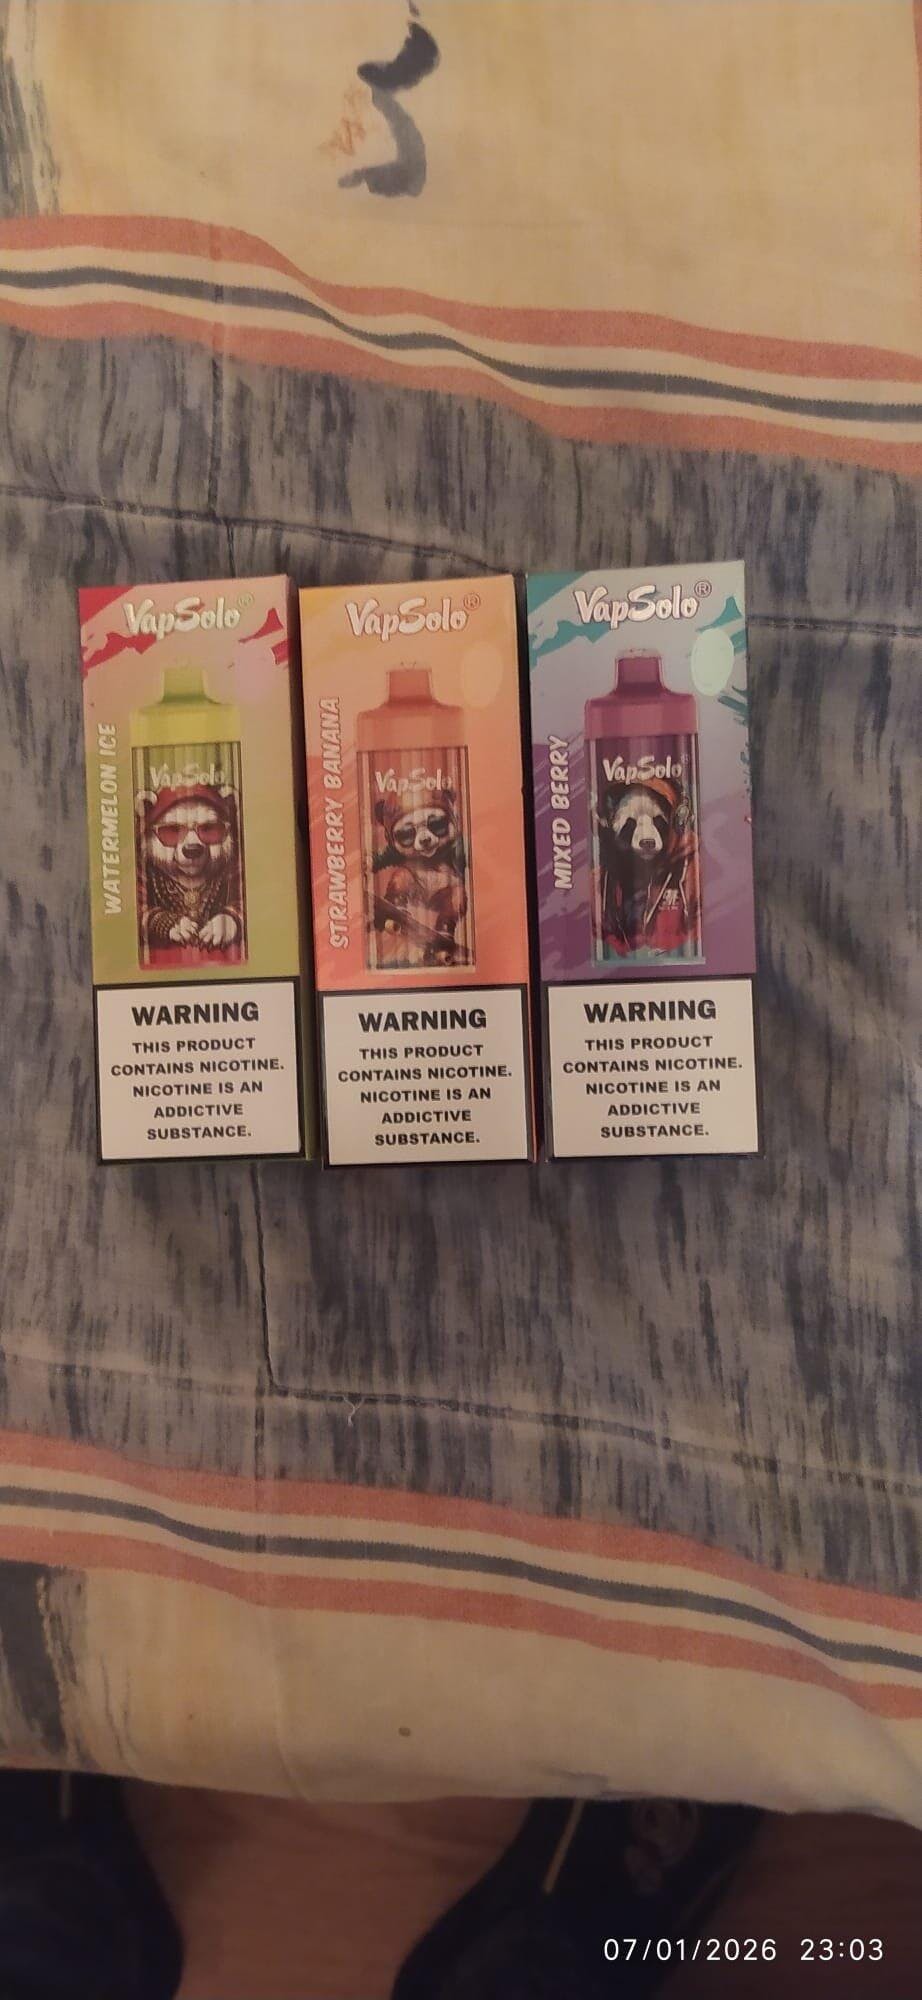 VapSolo®
WATERMELON ICE
VapSolo
WARNING
THIS PRODUCT
CONTAINS NICOTINE.
NICOTINE IS AN
ADDICTIVE
SUBSTANCE.
VapSolo®
STRAWBERRY BANANA
VapSolo
WARNING
THIS PRODUCT
CONTAINS NICOTINE.
NICOTINE IS AN
ADDICTIVE
SUBSTANCE.
VapSolo®
MIXED BERRY
VapSolo
WARNING
THIS PRODUCT
CONTAINS NICOTINE.
NICOTINE IS AN
ADDICTIVE
SUBSTANCE.
07/01/2026 23:03